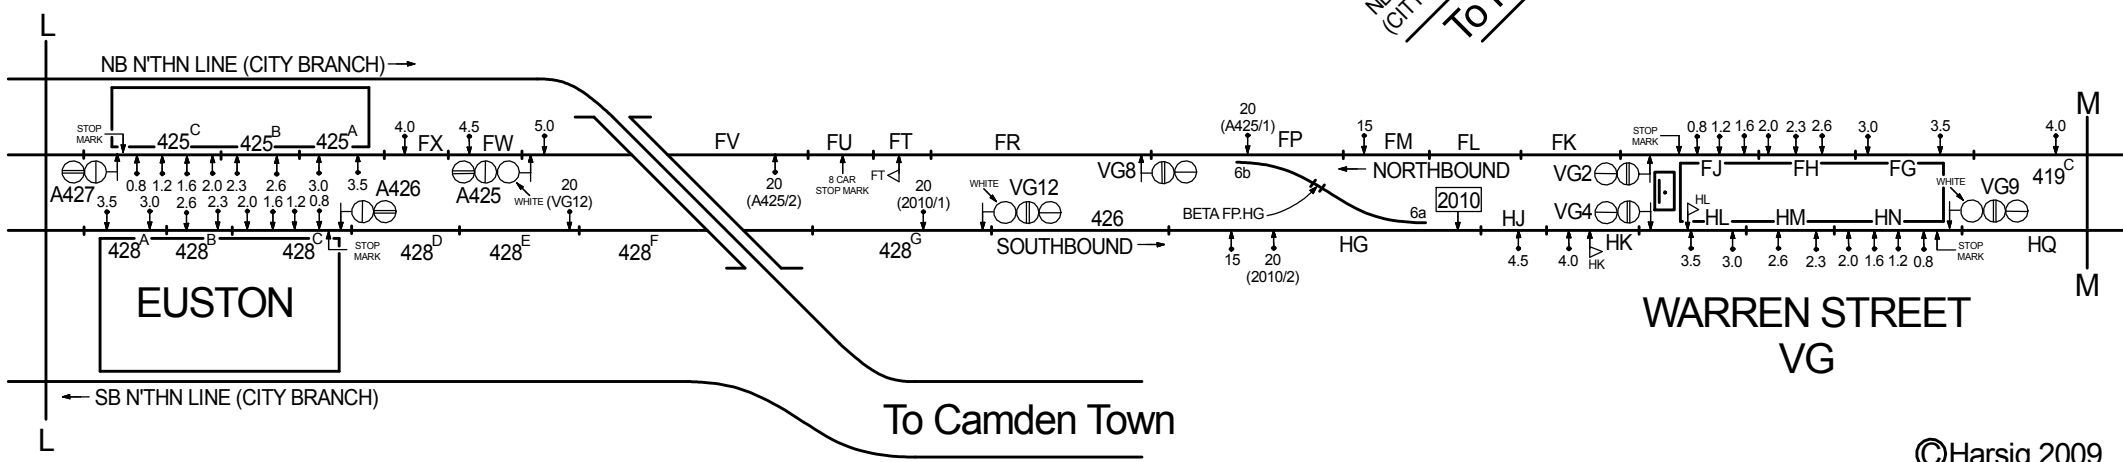 L
NB N'THN LINE (CITY BRANCH)
To
M
STOP MARK
425C
425B
425A
4.0
FX
4.5
FW
5.0
FV
FU
FT
FR
20 (A425/1)
FP
15
FM
FL
FK
STOP MARK
0.8 1.2 1.6 2.0 2.3 2.6 3.0 3.5 4.0
A427
0.8 1.2 1.6 2.0 2.3 2.6 3.0 3.5
A426
A425
WHITE
20 (VG12)
20 (A425/2)
8 CAR STOP MARK
FT
20 (2010/1)
WHITE
VG12
VG8
6b
NORTHBOUND
VG2
FJ
FH
FG
419C
3.5 3.0 2.6 2.3 2.0 1.6 1.2 0.8
BETA FP.HG
6a
2010
VG4
HL
HL
HM
HN
WHITE
VG9
428A
428B
428C
STOP MARK
428D
428E
428F
428G
426
SOUTHBOUND
15
20 (2010/2)
HG
HJ
4.5
4.0
HK
HK
3.5 3.0 2.6 2.3 2.0 1.6 1.2 0.8
STOP MARK
HQ
M
EUSTON
WARREN STREET
VG
SB N'THN LINE (CITY BRANCH)
To Camden Town
L
©Harsig 2009